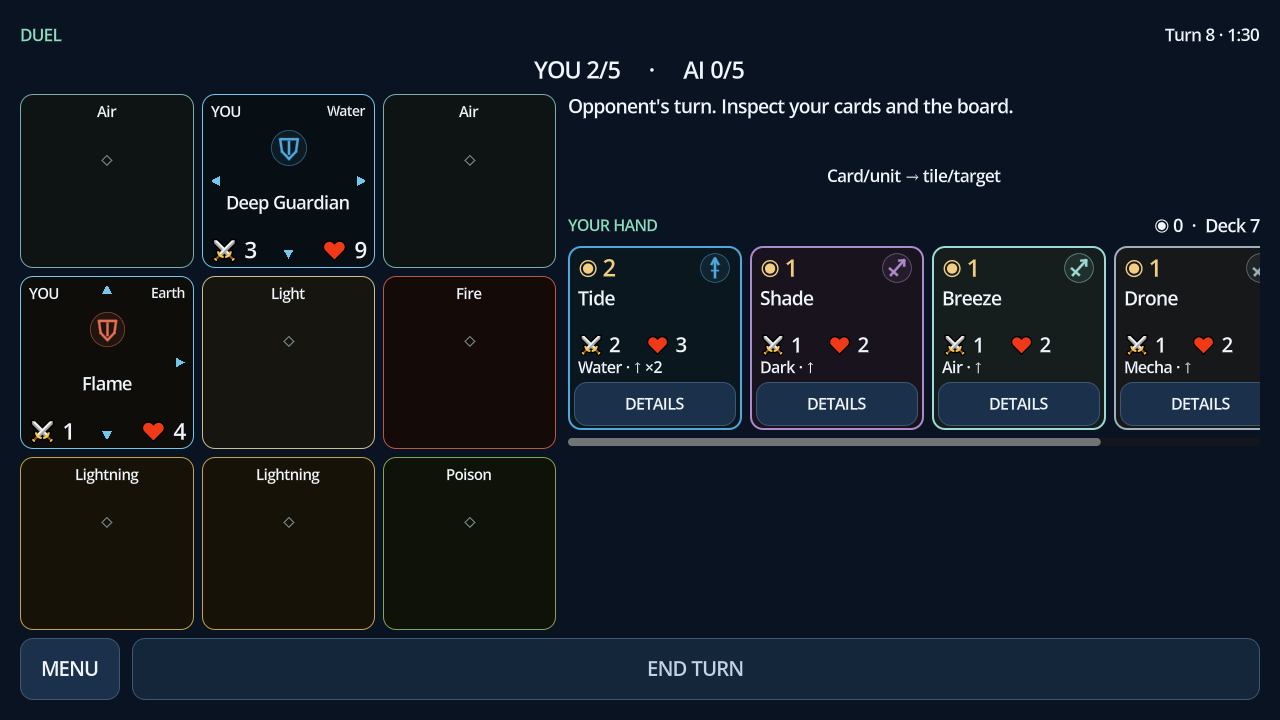 DUEL
Turn 8 · 1:30
YOU 2/5 · AI 0/5
Air
YOU Water
Deep Guardian
3 9
Air
Opponent's turn. Inspect your cards and the board.
Card/unit → tile/target
YOUR HAND
0 · Deck 7
YOU Earth
Flame
1 4
Light
Fire
2
Tide
2 3
Water · ↑ ×2
DETAILS
1
Shade
1 2
Dark · ↑
DETAILS
1
Breeze
1 2
Air · ↑
DETAILS
1
Drone
1 2
Mecha · ↑
DETAILS
Lightning
Lightning
Poison
MENU
END TURN